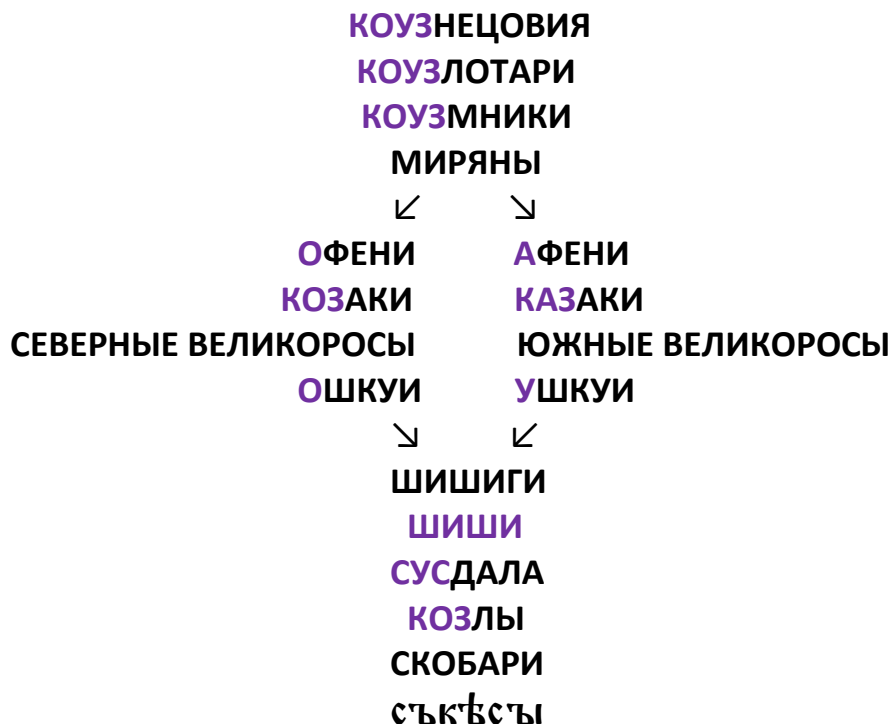 КОУЗНЕЦОВИЯ
КОУЗЛОТАРИ
КОУЗМНИКИ
МИРЯНЫ
↙ ↘
ОФЕНИ АФЕНИ
КОЗАКИ КАЗАКИ
СЕВЕРНЫЕ ВЕЛИКОРОСЫ ЮЖНЫЕ ВЕЛИКОРОСЫ
ОШКУИ УШКУИ
↘ ↙
ШИШИГИ
ШИШИ
СУСДАЛА
КОЗЛЫ
СКОБАРИ
съкѣсъі